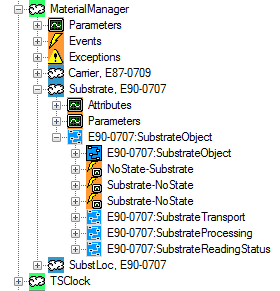 MaterialManager
Parameters
Events
Exceptions
Carrier, E87-0709
Substrate, E90-0707
Attributes
Parameters
E90-0707:SubstrateObject
E90-0707:SubstrateObject
NoState-Substrate
Substrate-NoState
Substrate-NoState
E90-0707:SubstrateTransport
E90-0707:SubstrateProcessing
E90-0707:SubstrateReadingStatus
SubstLoc, E90-0707
TSClock